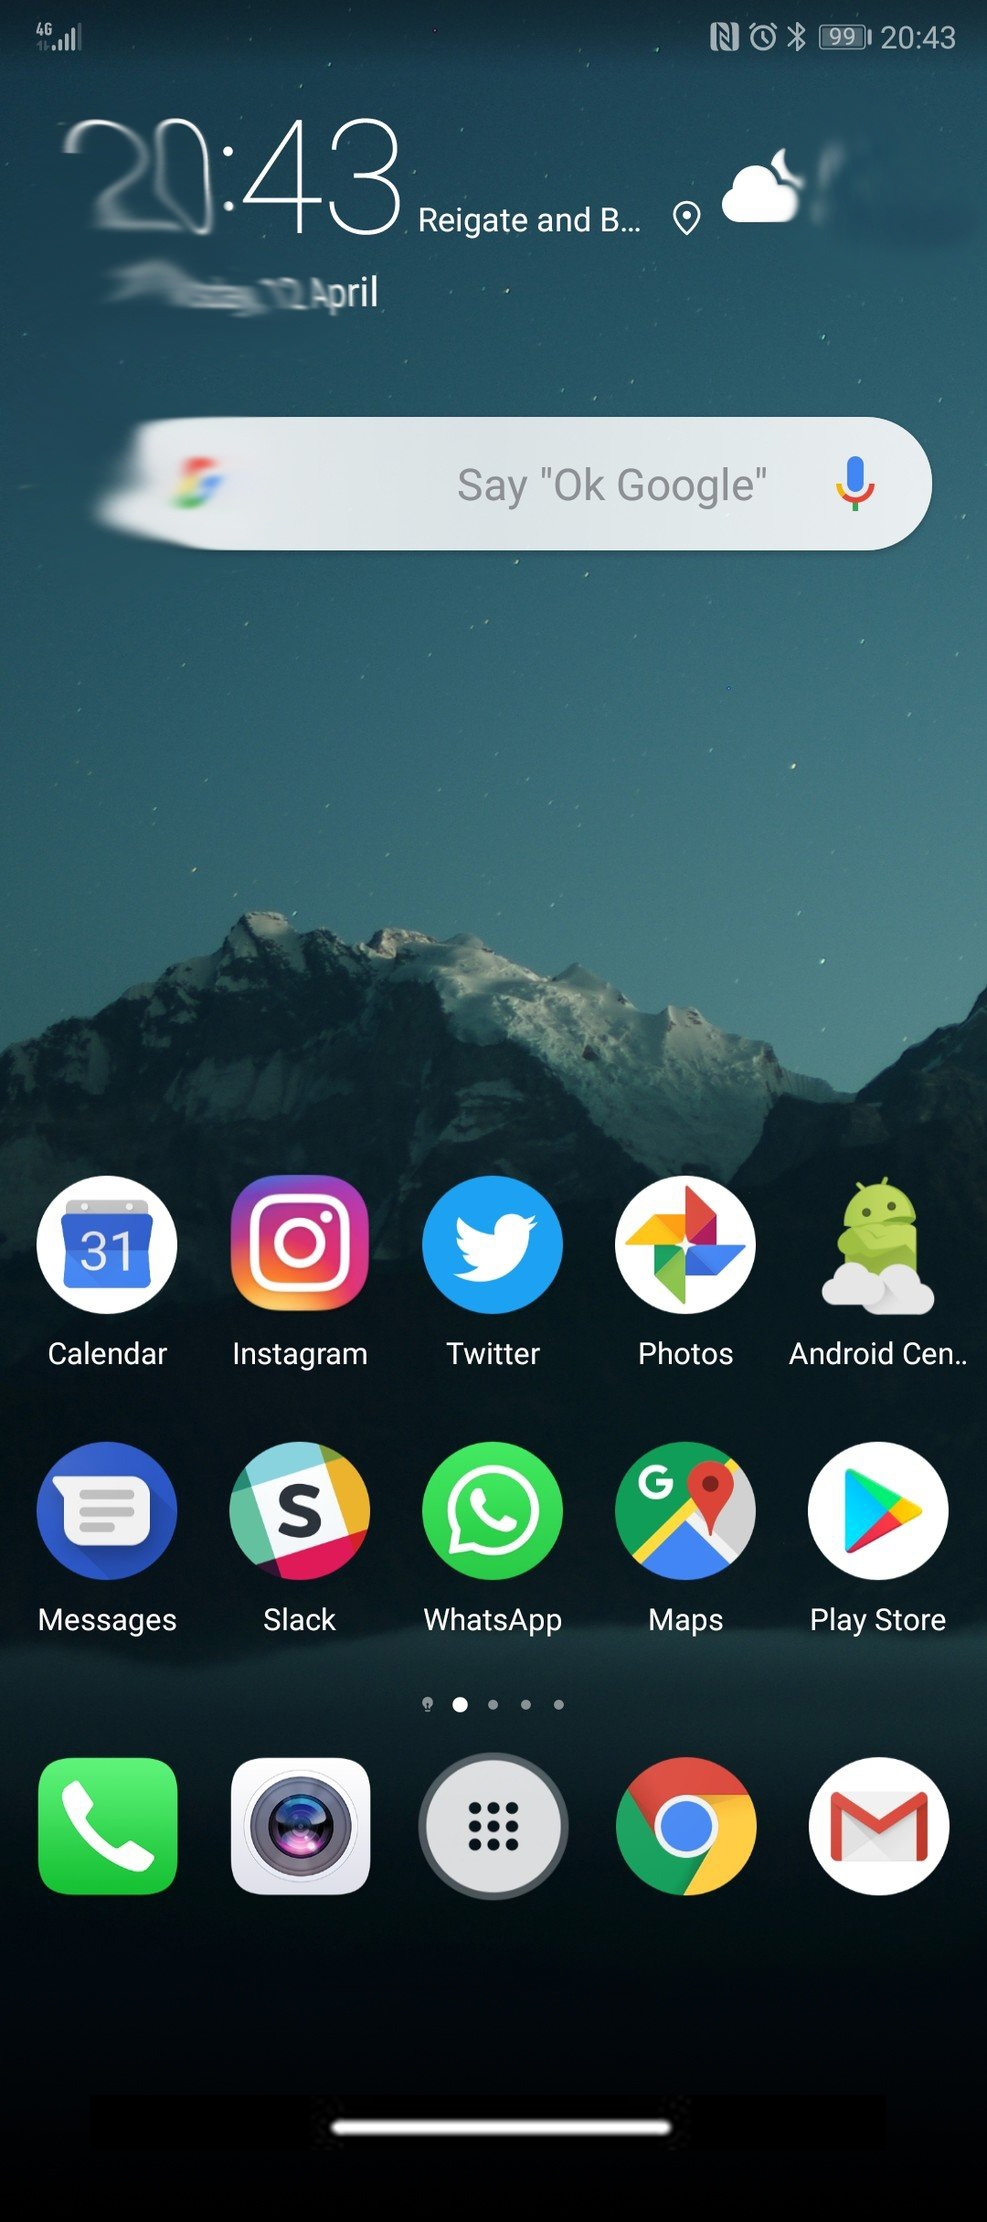 4G
99 20:43
20:43 Reigate and B...
April
Say "Ok Google"
31
Calendar Instagram Twitter Photos Android Cen..
G
S
Messages Slack WhatsApp Maps Play Store